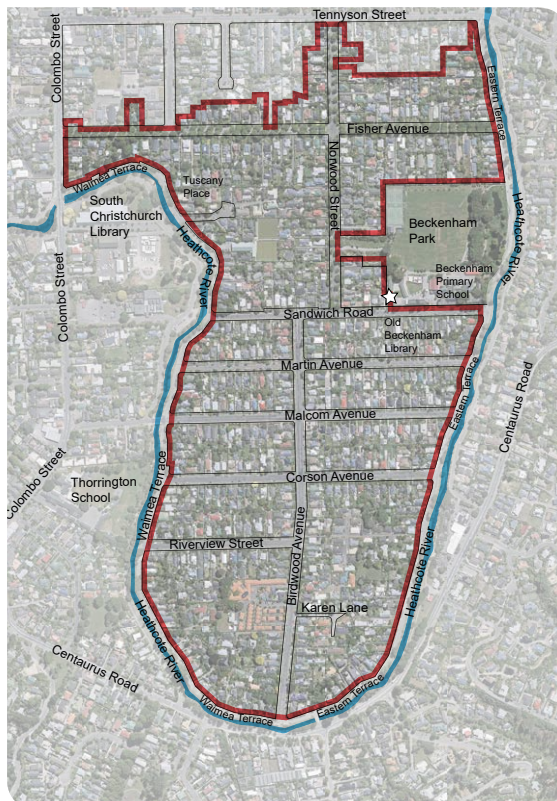 Tennyson Street
Colombo Street
Eastern Terrace
Fisher Avenue
Norwood Street
Waimea Terrace
Tuscany
Place
South
Christchurch
Library
Heathcote River
Beckenham
Park
Heathcote River
Beckenham
Primary
School
Colombo Street
Sandwich Road
Old
Beckenham
Library
Martin Avenue
Eastern Terrace
Centaurus Road
Malcom Avenue
Colombo Street
Thorrington
School
Waimea Terrace
Corson Avenue
Riverview Street
Birdwood Avenue
Heathcote River
Karen Lane
Heathcote River
Centaurus Road
Waimea Terrace
Eastern Terrace